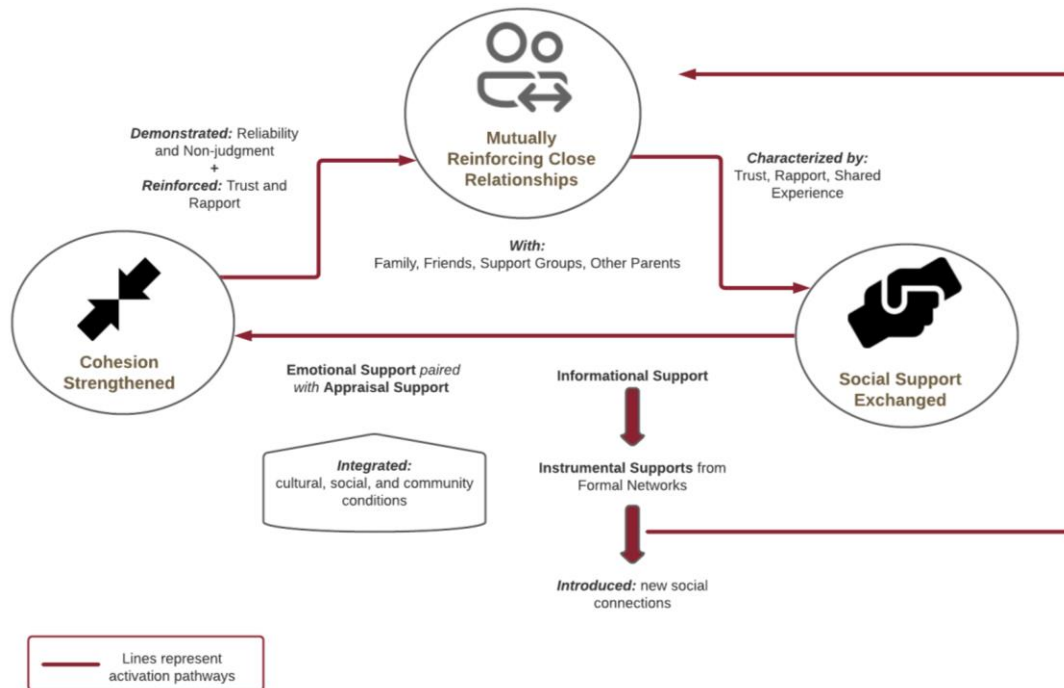 Mutually
Reinforcing Close
Relationships
Demonstrated: Reliability
and Non-judgment
+
Reinforced: Trust and
Rapport
Characterized by:
Trust, Rapport, Shared
Experience
With:
Family, Friends, Support Groups, Other Parents
Cohesion
Strengthened
Social Support
Exchanged
Emotional Support paired
with Appraisal Support
Informational Support
Integrated:
cultural, social, and community
conditions
Instrumental Supports from
Formal Networks
Introduced: new social
connections
Lines represent
activation pathways